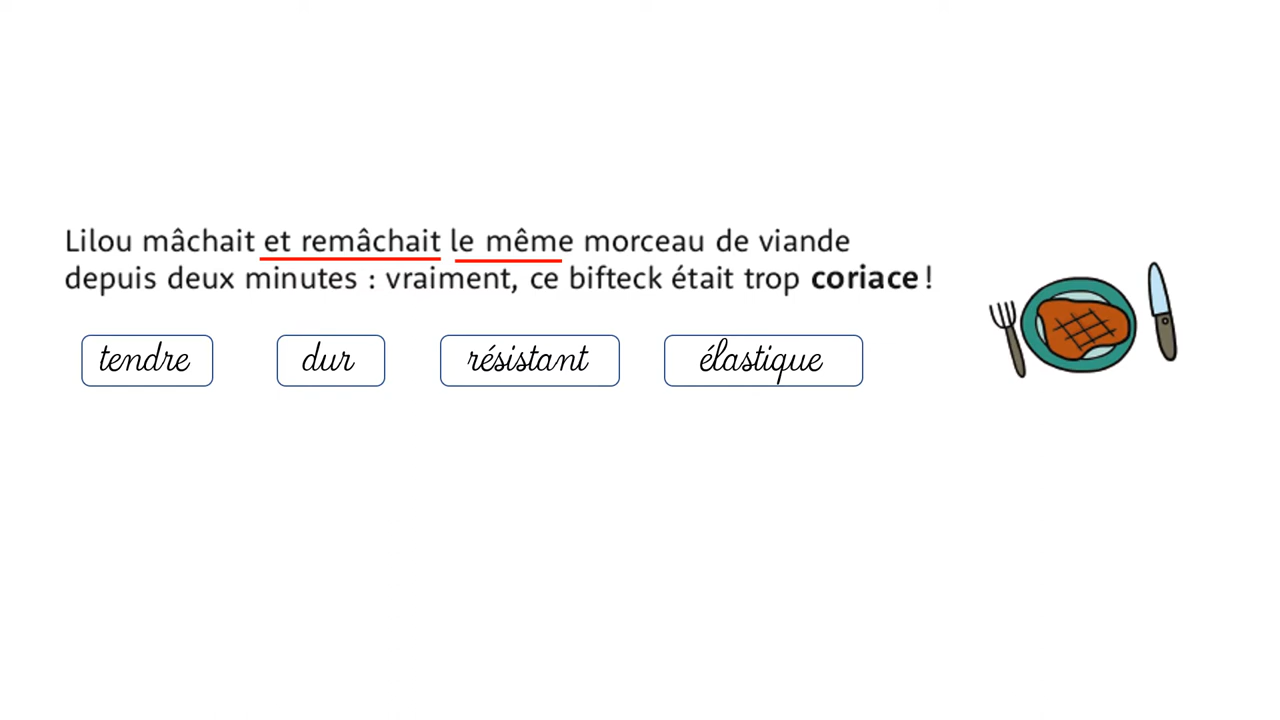 Lilou mâchait et remâchait le même morceau de viande
depuis deux minutes : vraiment, ce bifteck était trop coriace !
tendre dur résistant élastique